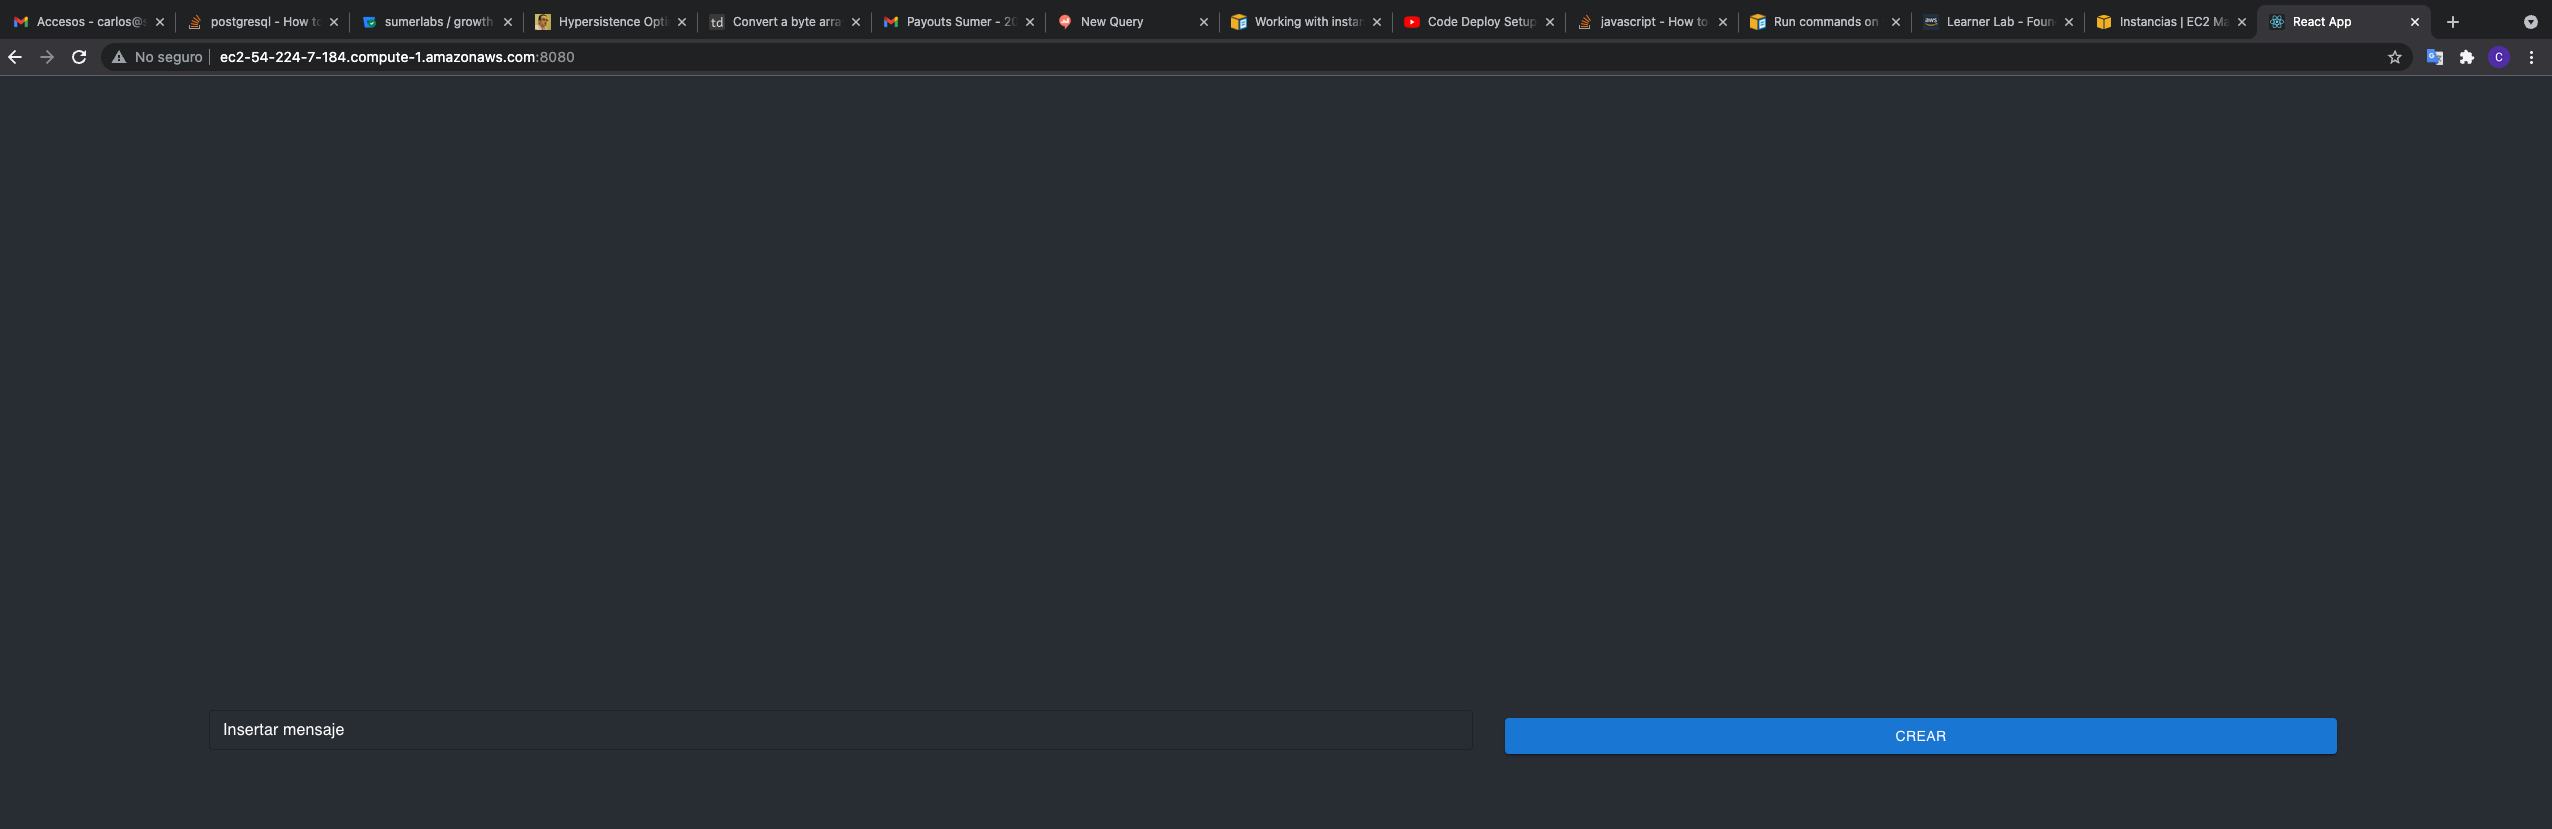 Accesos - carlos@s postgresql - How to sumerlabs / growth Hypersistence Opti td Convert a byte arra Payouts Sumer - 20 New Query Working with instan Code Deploy Setup javascript - How to Run commands on aws Learner Lab - Foun Instancias | EC2 Ma React App
No seguro ec2-54-224-7-184.compute-1.amazonaws.com:8080 C
Insertar mensaje
CREAR